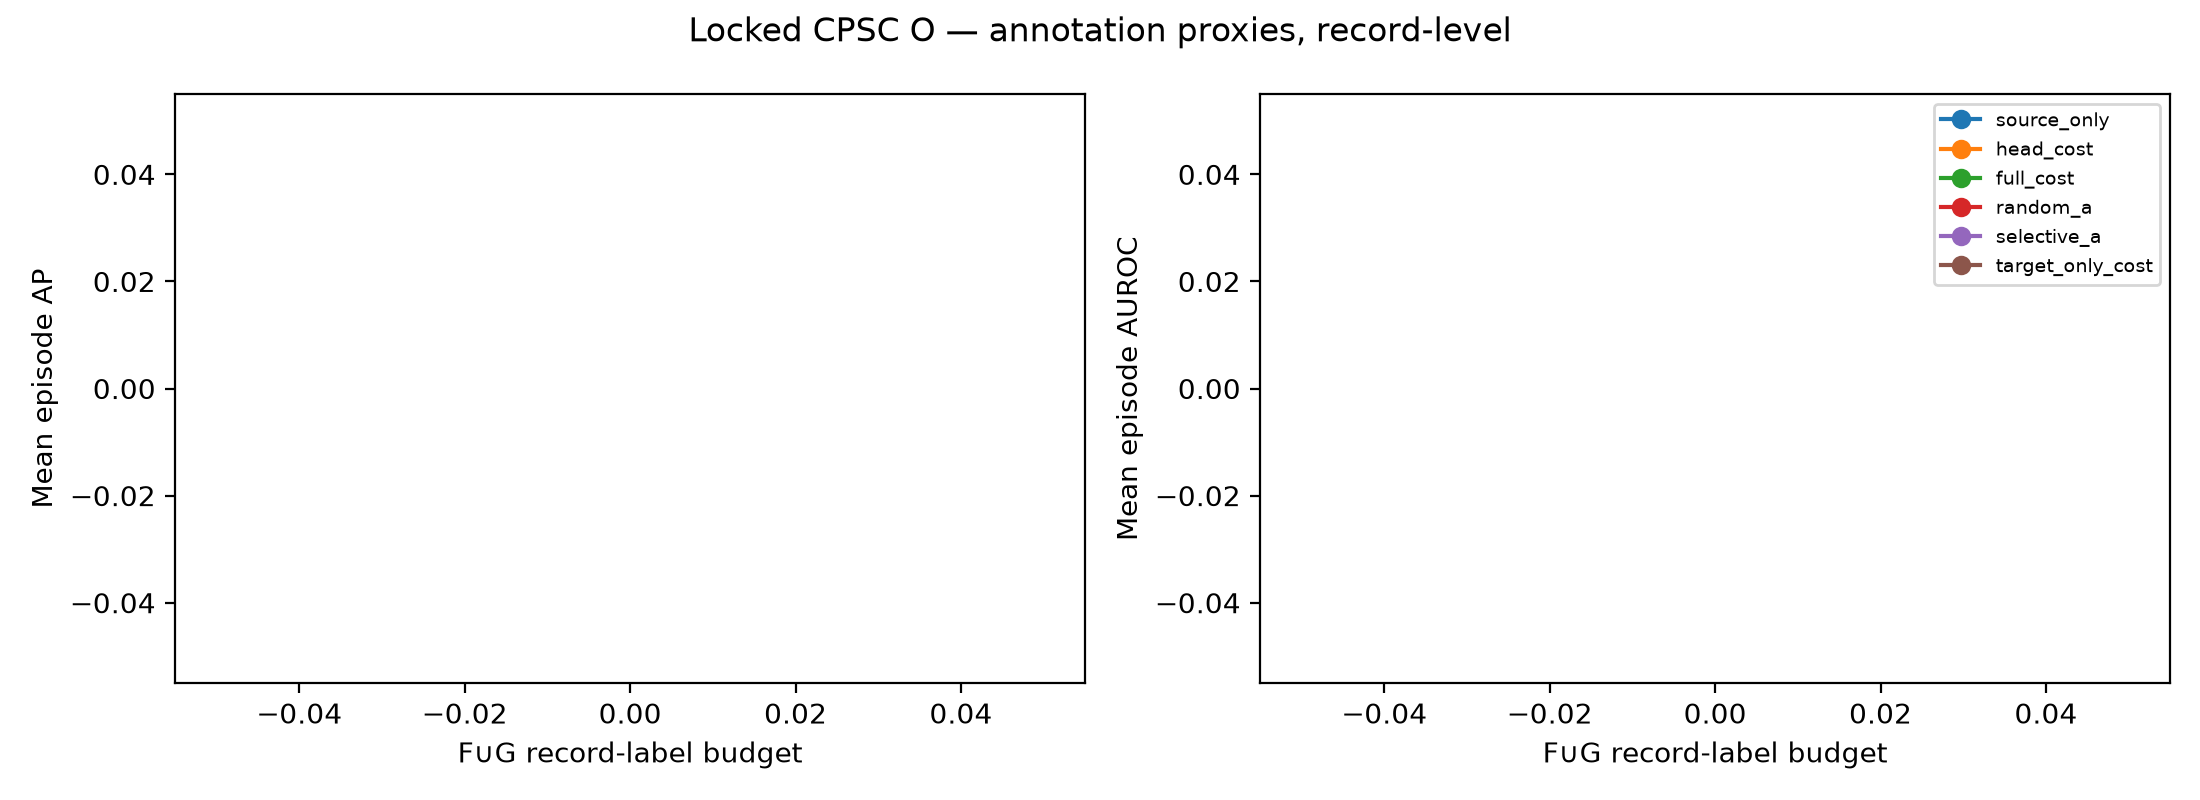 Locked CPSC O — annotation proxies, record-level
Mean episode AP
0.04
0.02
0.00
−0.02
−0.04
−0.04 −0.02 0.00 0.02 0.04
F∪G record-label budget
Mean episode AUROC
0.04
0.02
0.00
−0.02
−0.04
−0.04 −0.02 0.00 0.02 0.04
F∪G record-label budget
source_only
head_cost
full_cost
random_a
selective_a
target_only_cost